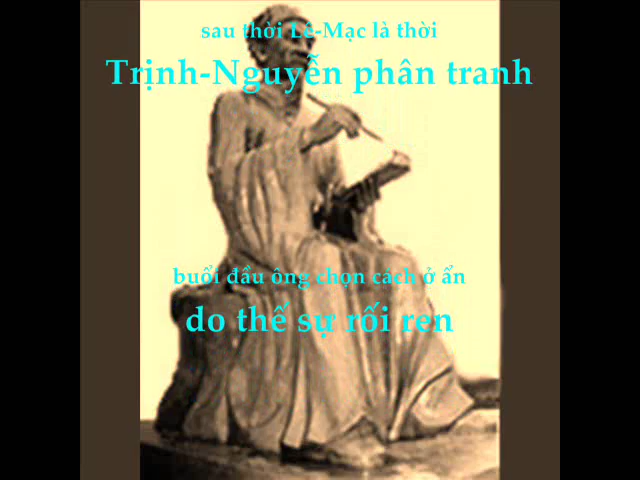 sau thời Lê-Mạc là thời
Trịnh-Nguyễn phân tranh
buổi đầu ông chọn cách ở ẩn
do thế sự rối ren